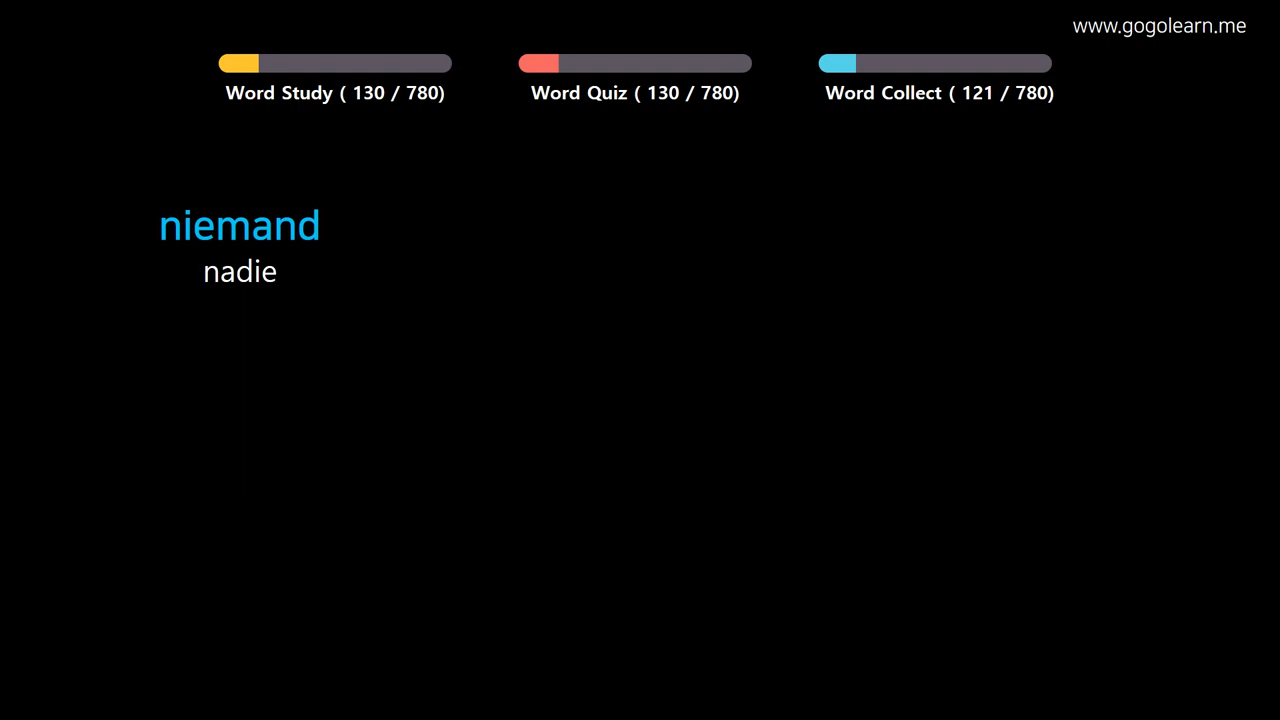 www.gogolearn.me
Word Study ( 130 / 780)
Word Quiz ( 130 / 780)
Word Collect ( 121 / 780)
niemand
nadie